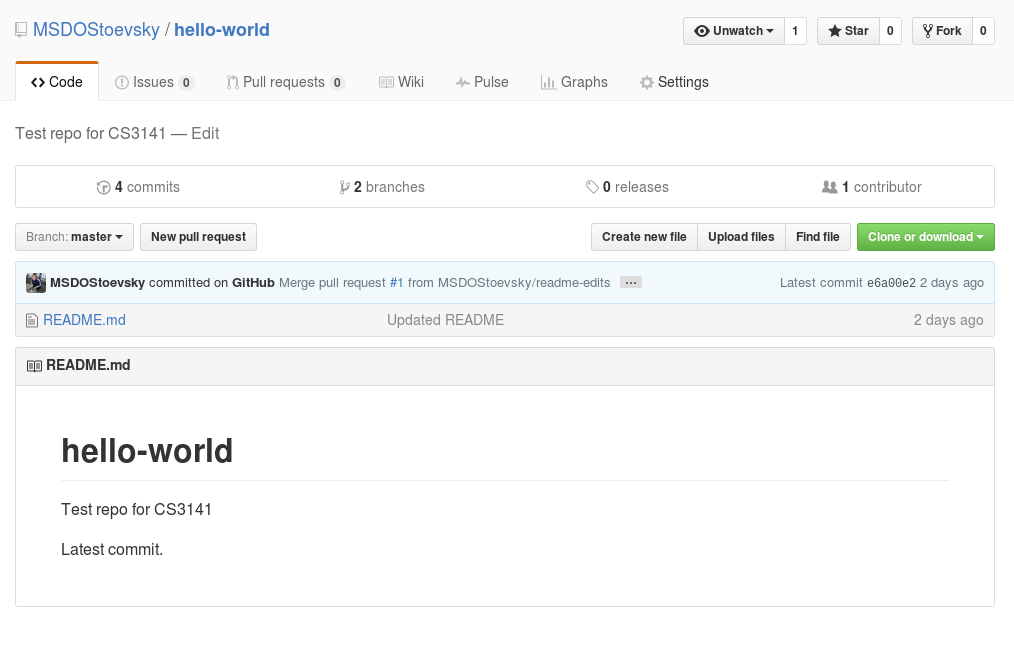 MSDOStoevsky / hello-world
Unwatch 1 Star 0 Fork 0
Code Issues 0 Pull requests 0 Wiki Pulse Graphs Settings
Test repo for CS3141 — Edit
4 commits 2 branches 0 releases 1 contributor
Branch: master New pull request Create new file Upload files Find file Clone or download
MSDOStoevsky committed on GitHub Merge pull request #1 from MSDOStoevsky/readme-edits … Latest commit e6a00e2 2 days ago
README.md Updated README 2 days ago
README.md
hello-world
Test repo for CS3141
Latest commit.